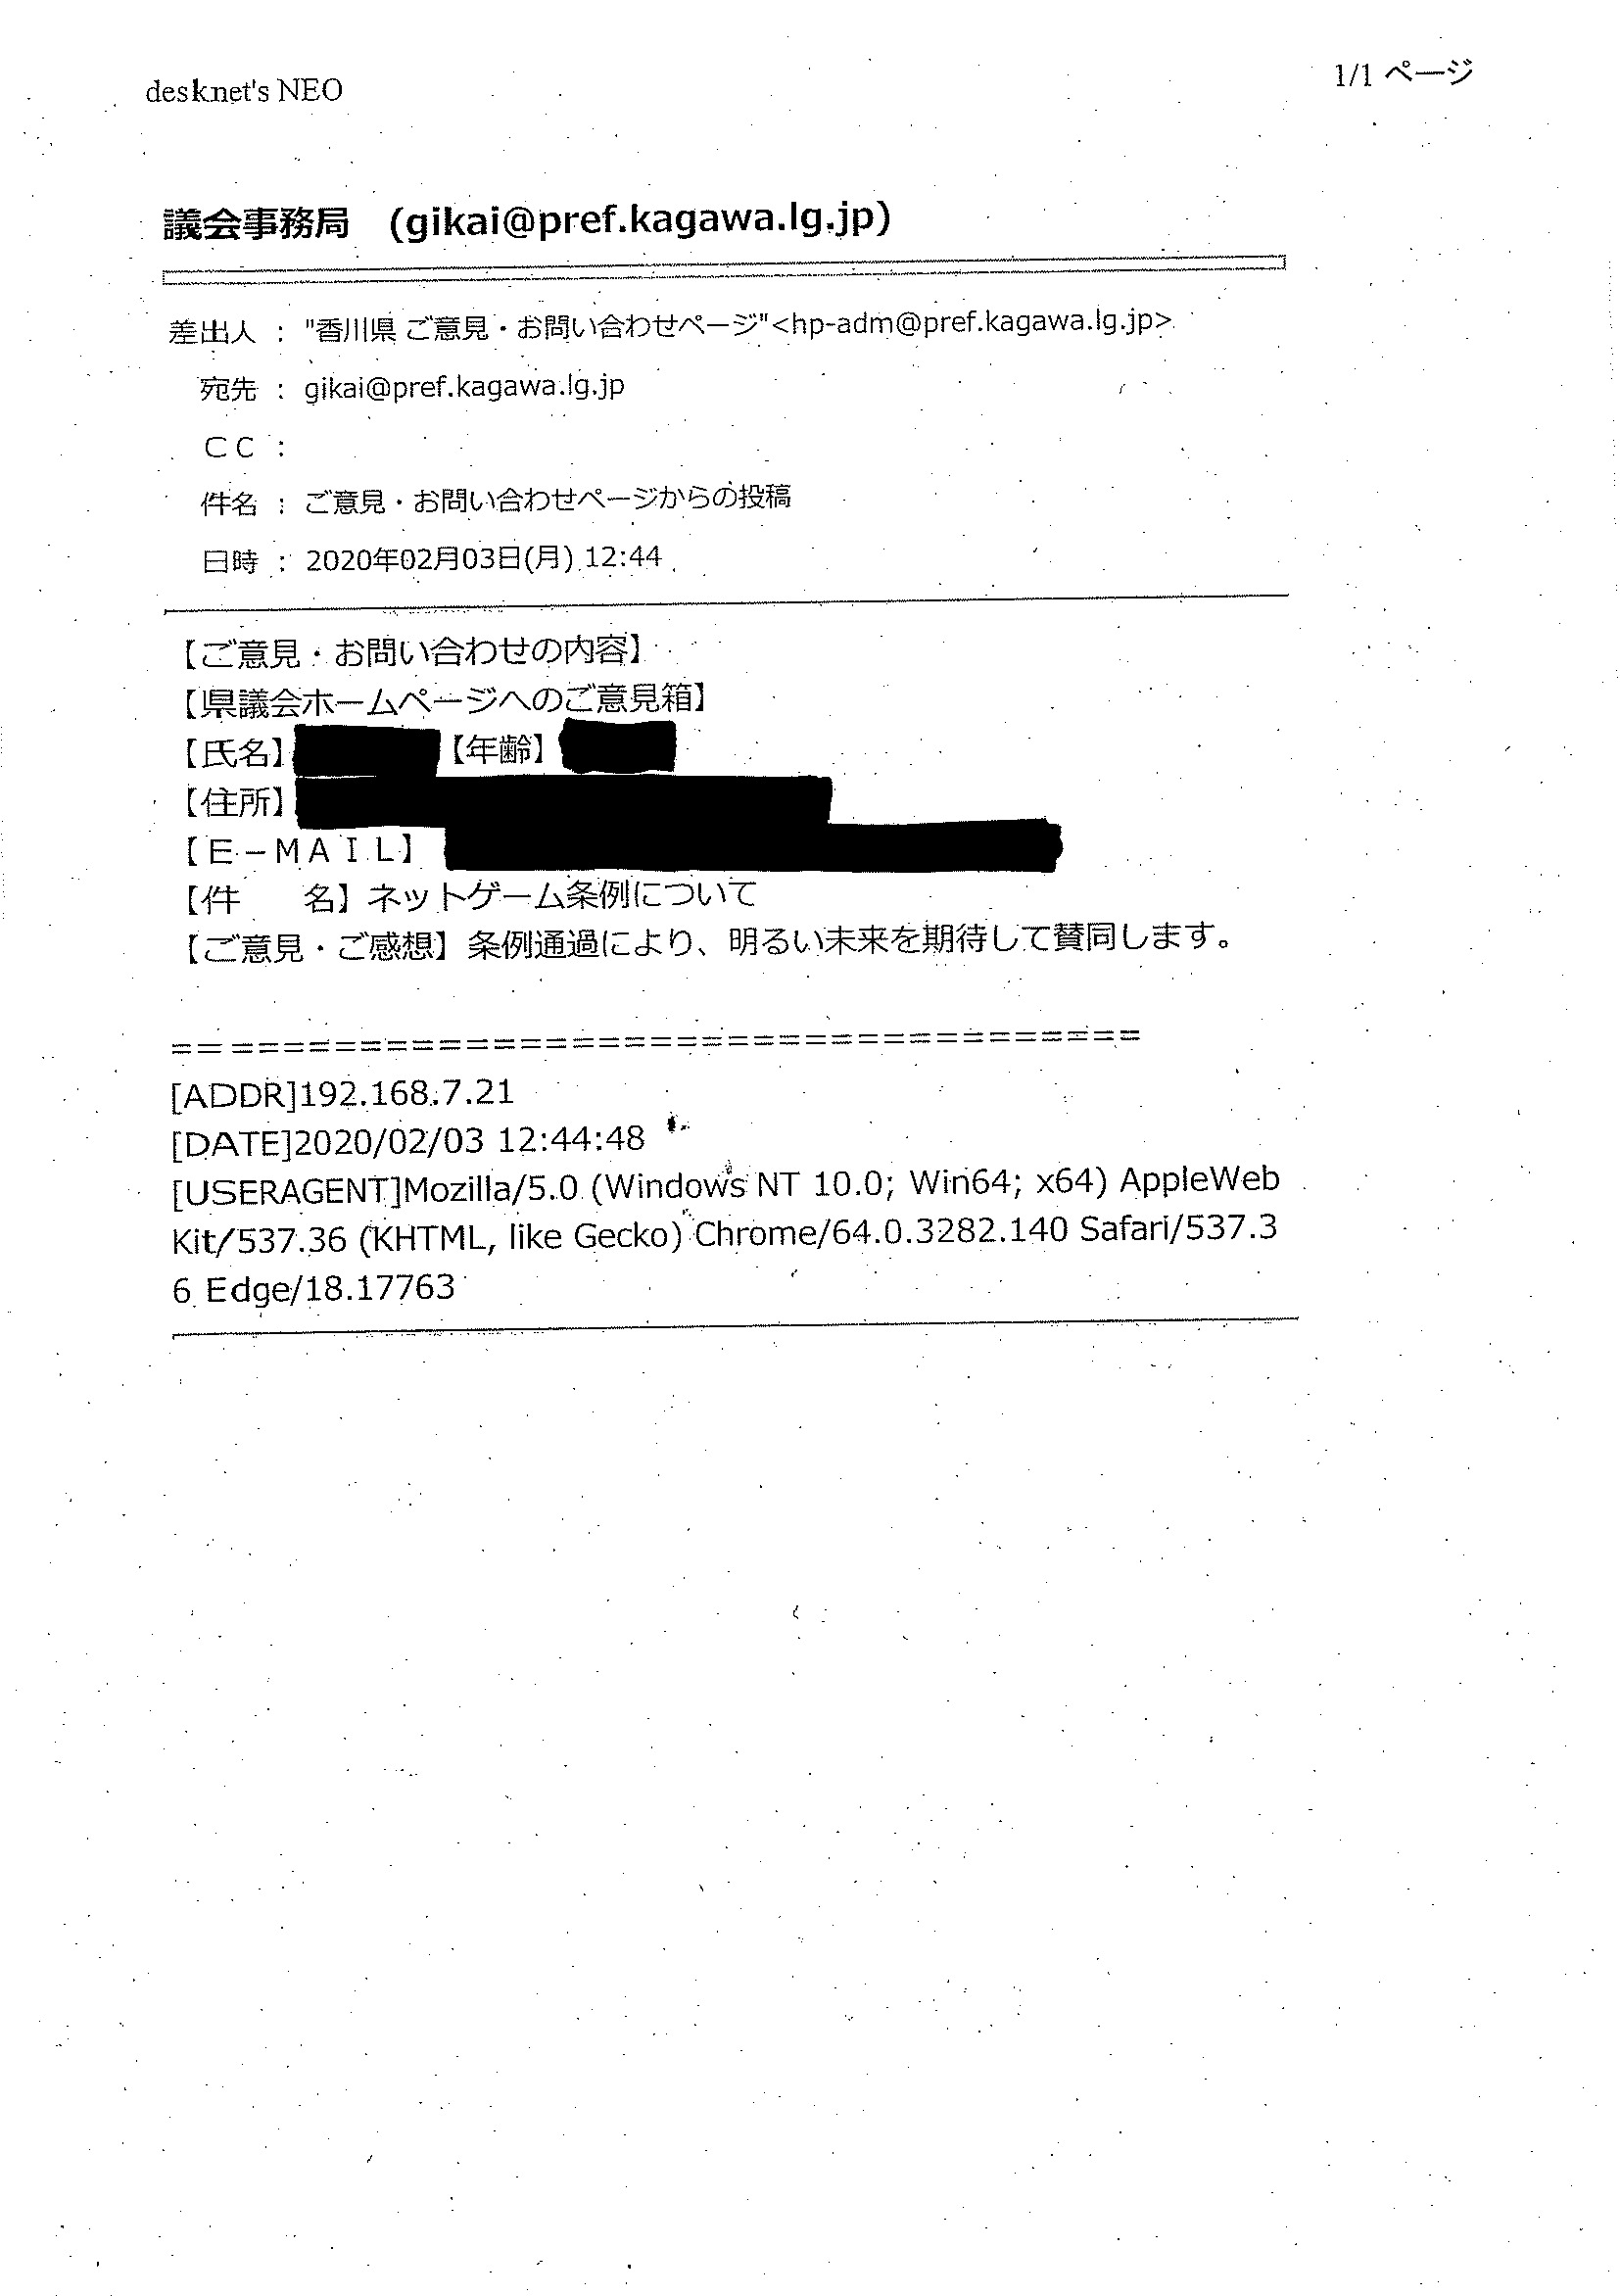 desknet's NEO
1/1 ページ
議会事務局　(gikai@pref.kagawa.lg.jp)
差出人 : "香川県 ご意見・お問い合わせページ"<hp-adm@pref.kagawa.lg.jp>
宛先 : gikai@pref.kagawa.lg.jp
ＣＣ :
件名 : ご意見・お問い合わせページからの投稿
日時 : 2020年02月03日(月) 12:44
【ご意見・お問い合わせの内容】
【県議会ホームページへのご意見箱】
【氏名】 【年齢】
【住所】
【Ｅ－ＭＡＩＬ】
【件　　名】ネットゲーム条例について
【ご意見・ご感想】条例通過により、明るい未来を期待して賛同します。
=====================================
[ADDR]192.168.7.21
[DATE]2020/02/03 12:44:48
[USERAGENT]Mozilla/5.0 (Windows NT 10.0; Win64; x64) AppleWeb
Kit/537.36 (KHTML, like Gecko) Chrome/64.0.3282.140 Safari/537.3
6 Edge/18.17763